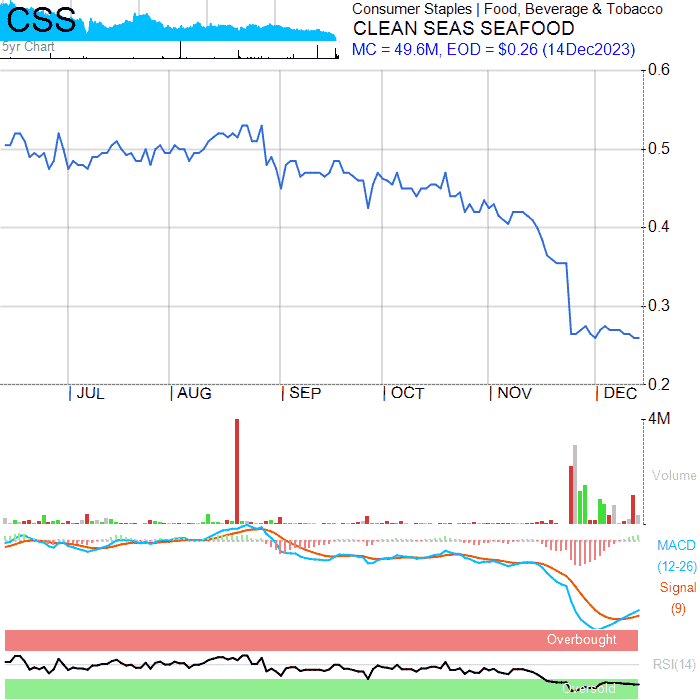 CSS
5yr Chart
Consumer Staples | Food, Beverage & Tobacco
CLEAN SEAS SEAFOOD
MC = 49.6M, EOD = $0.26 (14Dec2023)
0.6
0.5
0.4
0.3
0.2
| JUL | AUG | SEP | OCT | NOV | DEC
4M
Volume
MACD
(12-26)
Signal
(9)
Overbought
RSI(14)
Oversold